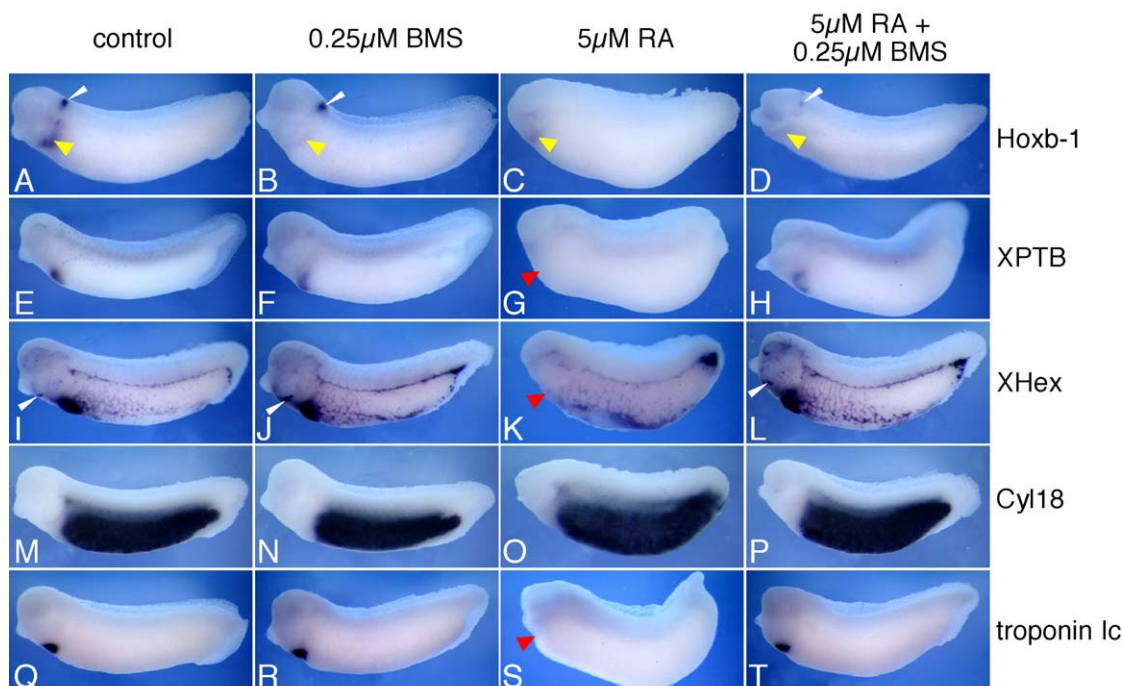 control 0.25µM BMS 5µM RA 5µM RA +
0.25µM BMS
A B C D Hoxb-1
E F G H XPTB
I J K L XHex
M N O P Cyl18
Q R S T troponin Ic